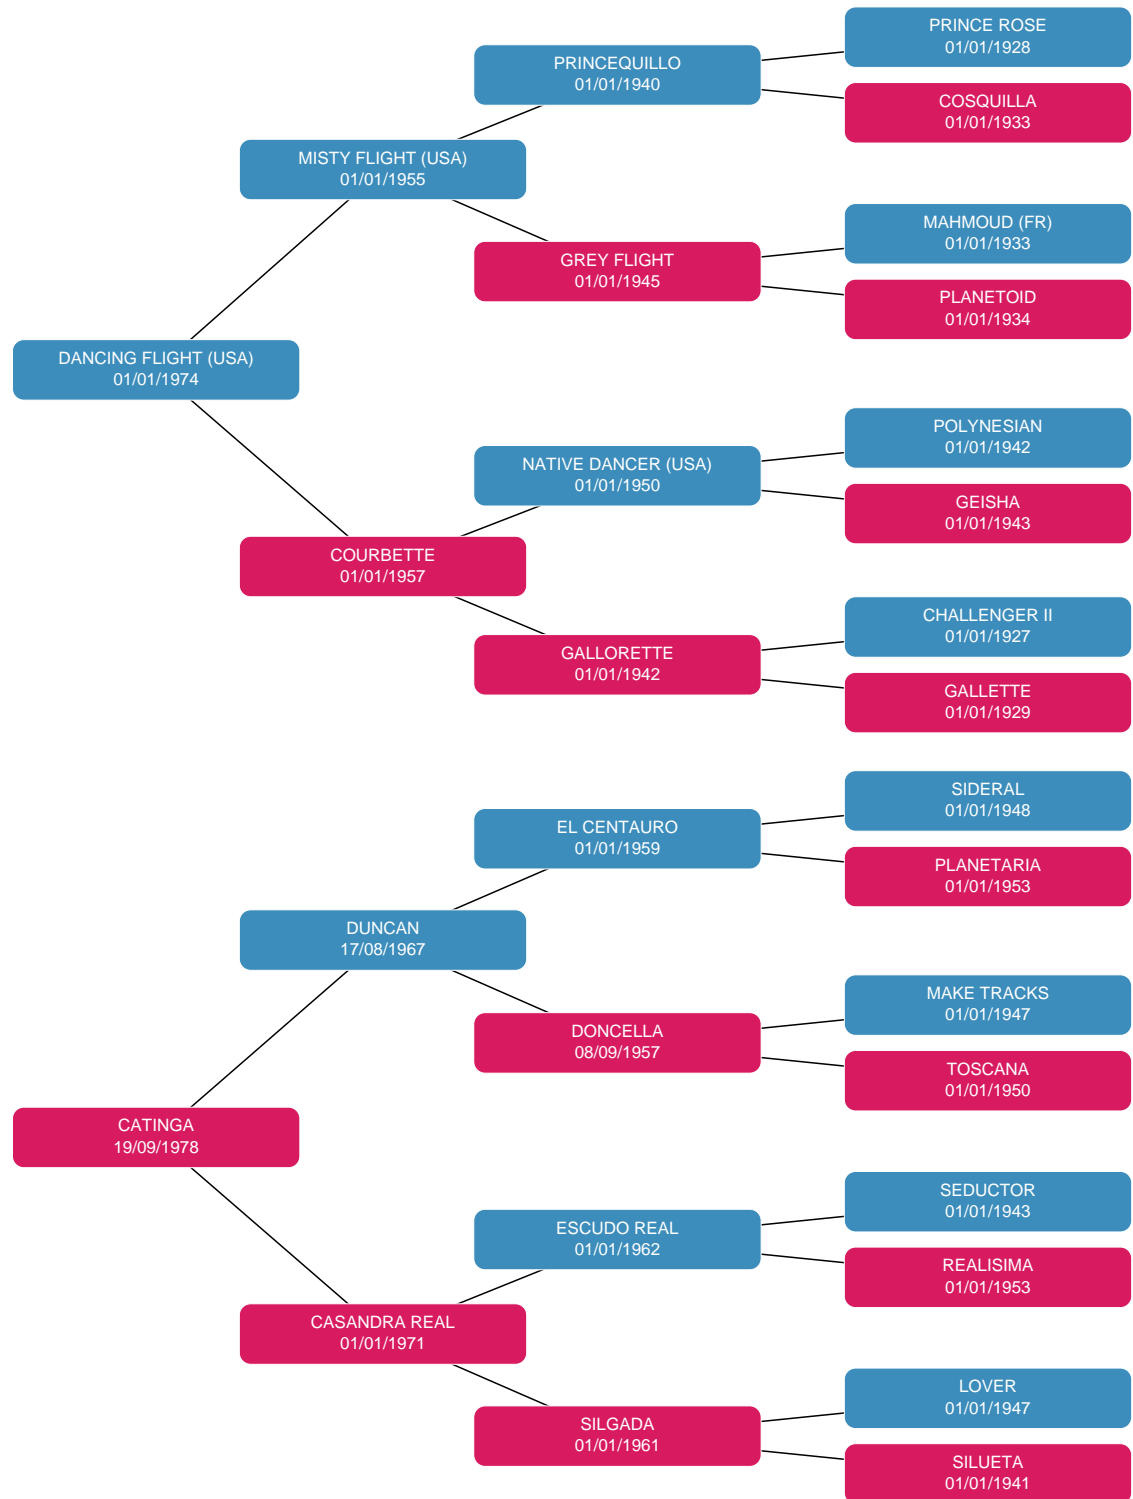 PRINCE ROSE
01/01/1928
PRINCEQUILLO
01/01/1940
COSQUILLA
01/01/1933
MISTY FLIGHT (USA)
01/01/1955
MAHMOUD (FR)
01/01/1933
GREY FLIGHT
01/01/1945
PLANETOID
01/01/1934
DANCING FLIGHT (USA)
01/01/1974
POLYNESIAN
01/01/1942
NATIVE DANCER (USA)
01/01/1950
GEISHA
01/01/1943
COURBETTE
01/01/1957
CHALLENGER II
01/01/1927
GALLORETTE
01/01/1942
GALLETTE
01/01/1929
SIDERAL
01/01/1948
EL CENTAURO
01/01/1959
PLANETARIA
01/01/1953
DUNCAN
17/08/1967
MAKE TRACKS
01/01/1947
DONCELLA
08/09/1957
TOSCANA
01/01/1950
CATINGA
19/09/1978
SEDUCTOR
01/01/1943
ESCUDO REAL
01/01/1962
REALISIMA
01/01/1953
CASANDRA REAL
01/01/1971
LOVER
01/01/1947
SILGADA
01/01/1961
SILUETA
01/01/1941